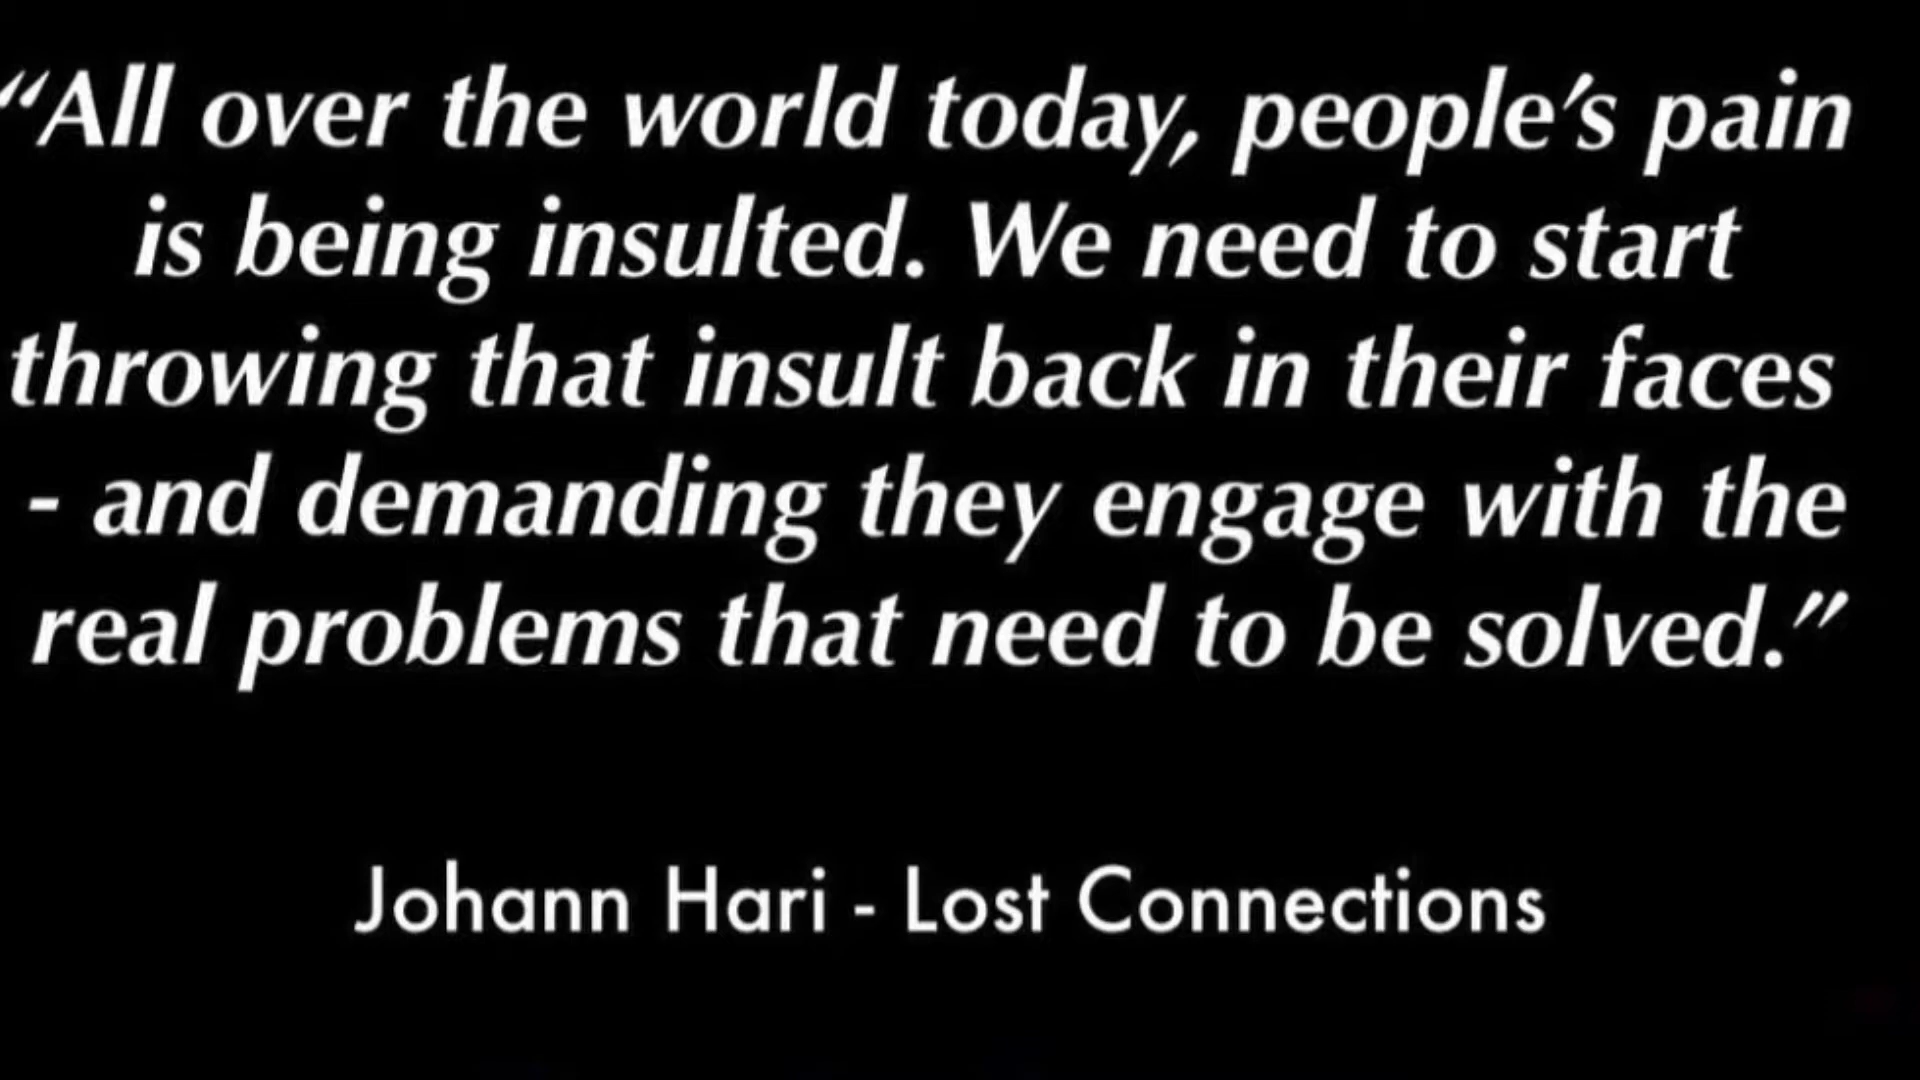 “All over the world today, people’s pain
is being insulted. We need to start
throwing that insult back in their faces
- and demanding they engage with the
real problems that need to be solved.”
Johann Hari - Lost Connections